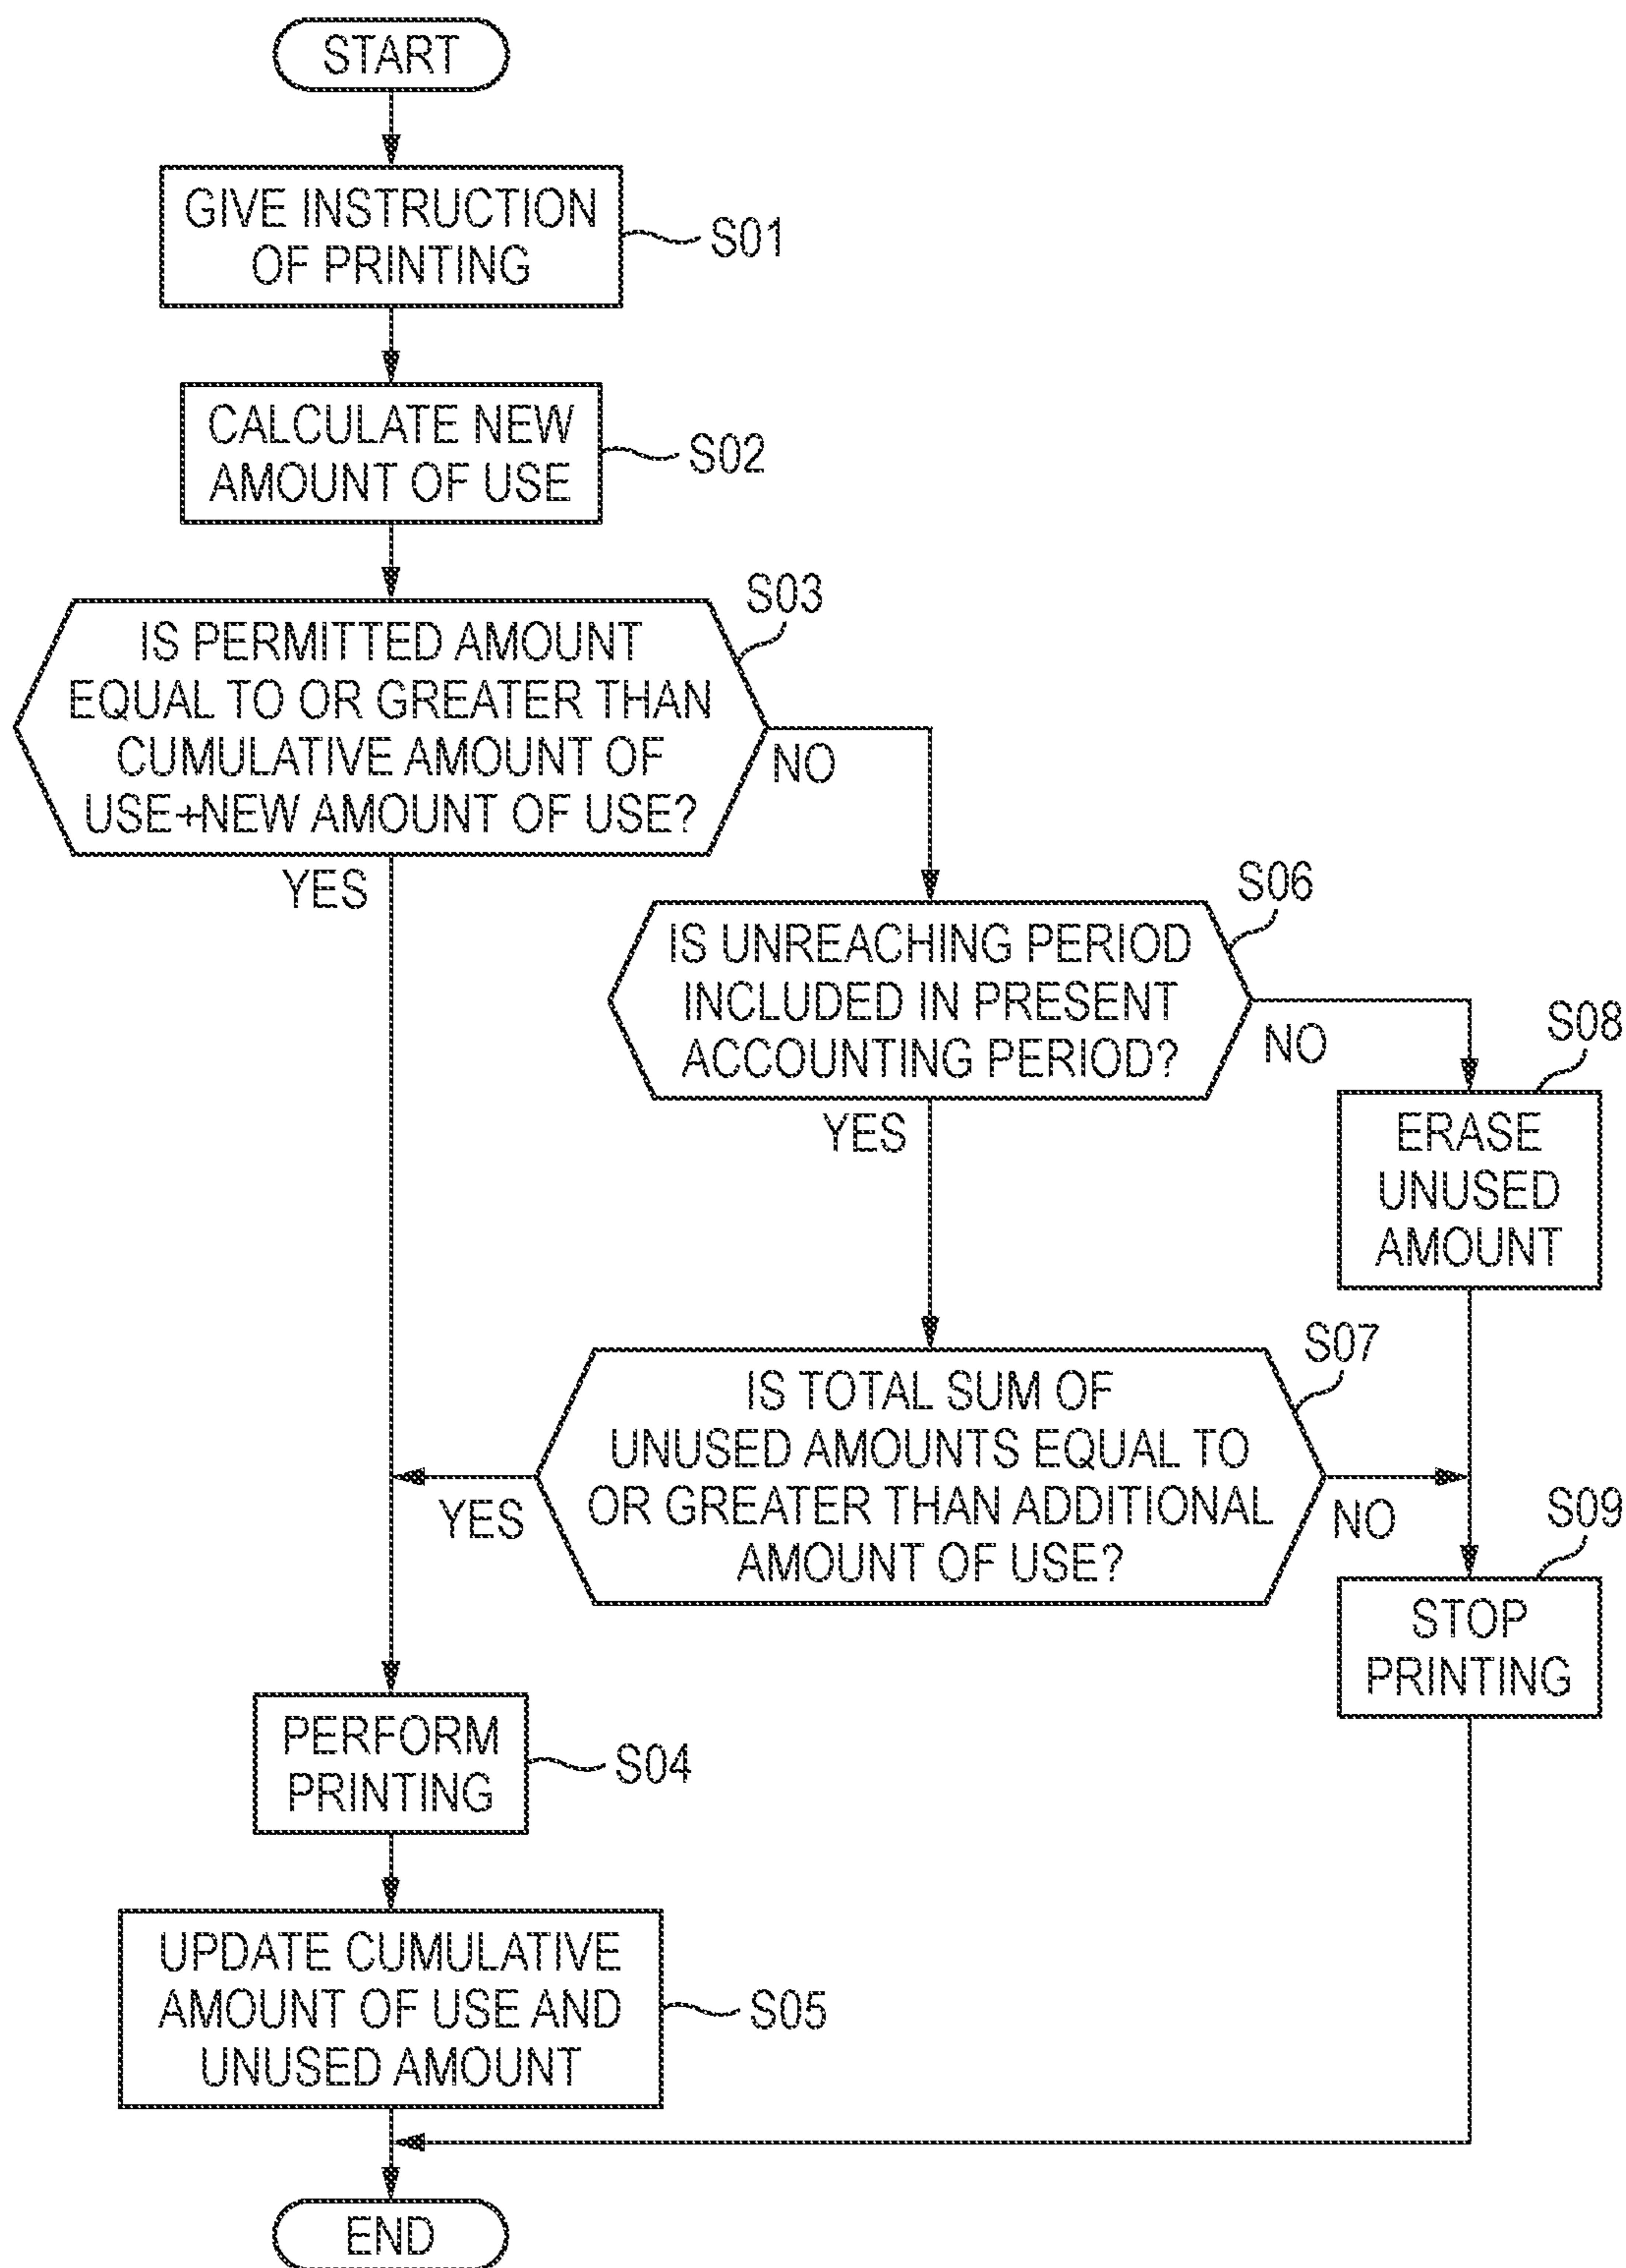 START
GIVE INSTRUCTION
OF PRINTING
S01
CALCULATE NEW
AMOUNT OF USE
S02
S03
IS PERMITTED AMOUNT
EQUAL TO OR GREATER THAN
CUMULATIVE AMOUNT OF
USE+NEW AMOUNT OF USE?
NO
YES
S06
IS UNREACHING PERIOD
INCLUDED IN PRESENT
ACCOUNTING PERIOD?
NO
YES
S08
ERASE
UNUSED
AMOUNT
S07
IS TOTAL SUM OF
UNUSED AMOUNTS EQUAL TO
OR GREATER THAN ADDITIONAL
AMOUNT OF USE?
YES
NO
S09
STOP
PRINTING
PERFORM
PRINTING
S04
UPDATE CUMULATIVE
AMOUNT OF USE AND
UNUSED AMOUNT
S05
END